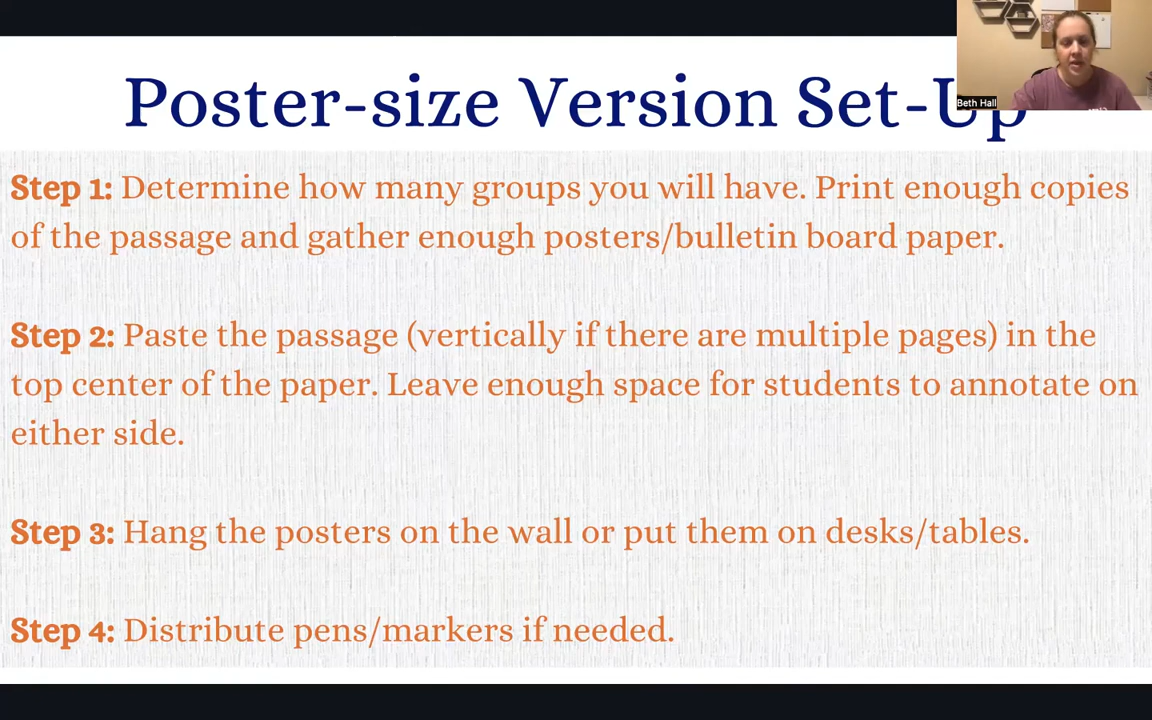 Poster-size Version Set-Up
Beth Hall
Step 1: Determine how many groups you will have. Print enough copies
of the passage and gather enough posters/bulletin board paper.
Step 2: Paste the passage (vertically if there are multiple pages) in the
top center of the paper. Leave enough space for students to annotate on
either side.
Step 3: Hang the posters on the wall or put them on desks/tables.
Step 4: Distribute pens/markers if needed.